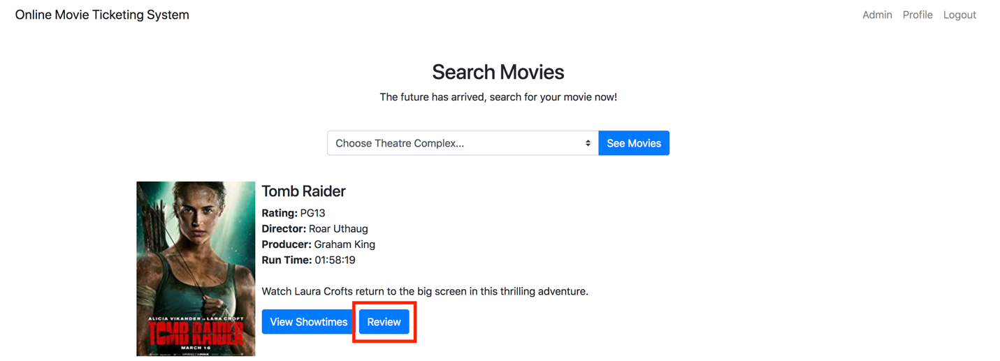 Online Movie Ticketing System
Admin Profile Logout
Search Movies
The future has arrived, search for your movie now!
Choose Theatre Complex...
See Movies
Tomb Raider
Rating: PG13
Director: Roar Uthaug
Producer: Graham King
Run Time: 01:58:19
Watch Laura Crofts return to the big screen in this thrilling adventure.
View Showtimes
Review
ALICIA VIKANDER IS LARA CROFT
TOMB RAIDER
MARCH 16